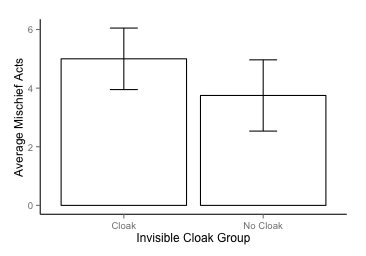 6
4
2
0
Average Mischief Acts
Cloak
No Cloak
Invisible Cloak Group